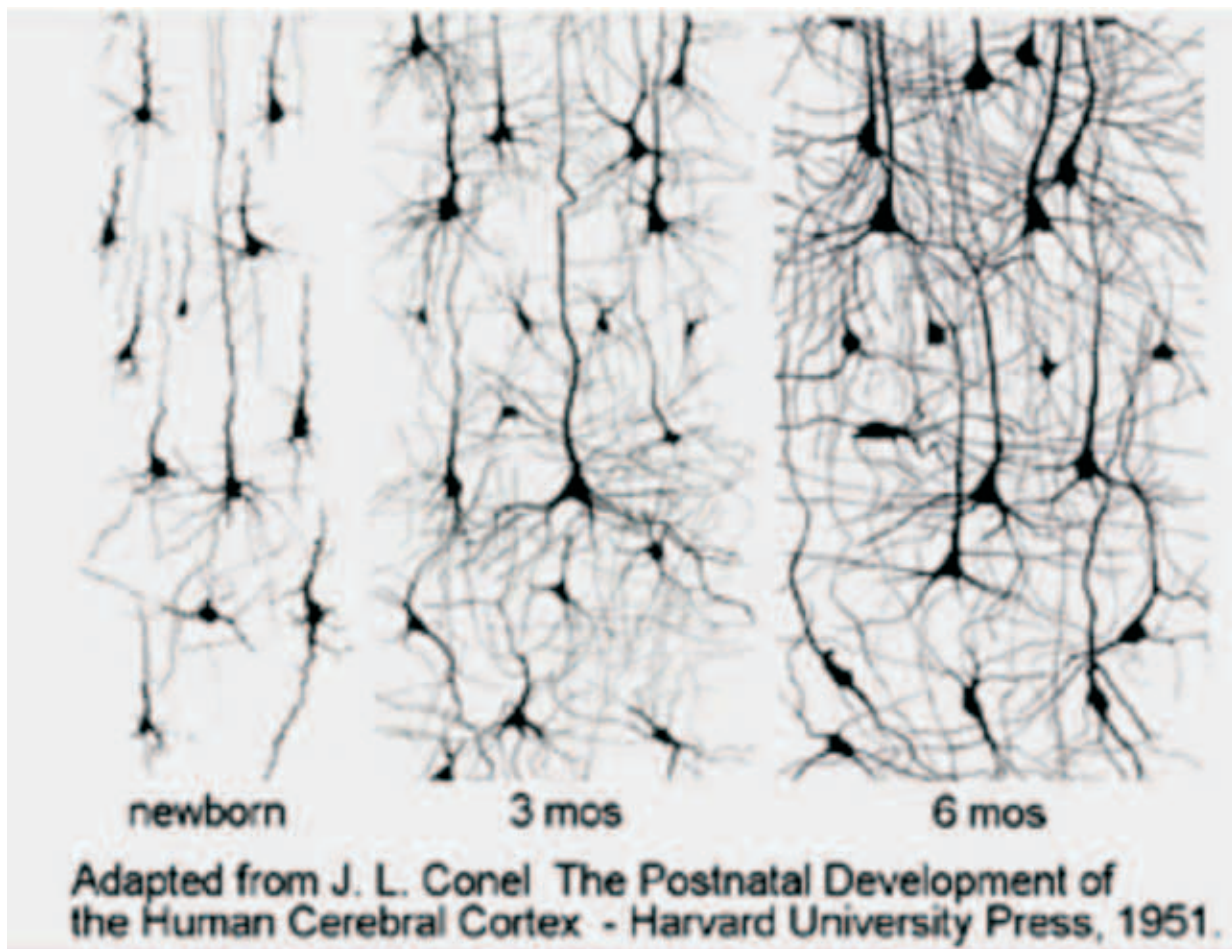 newborn 3 mos 6 mos
Adapted from J. L. Conel The Postnatal Development of
the Human Cerebral Cortex - Harvard University Press, 1951.